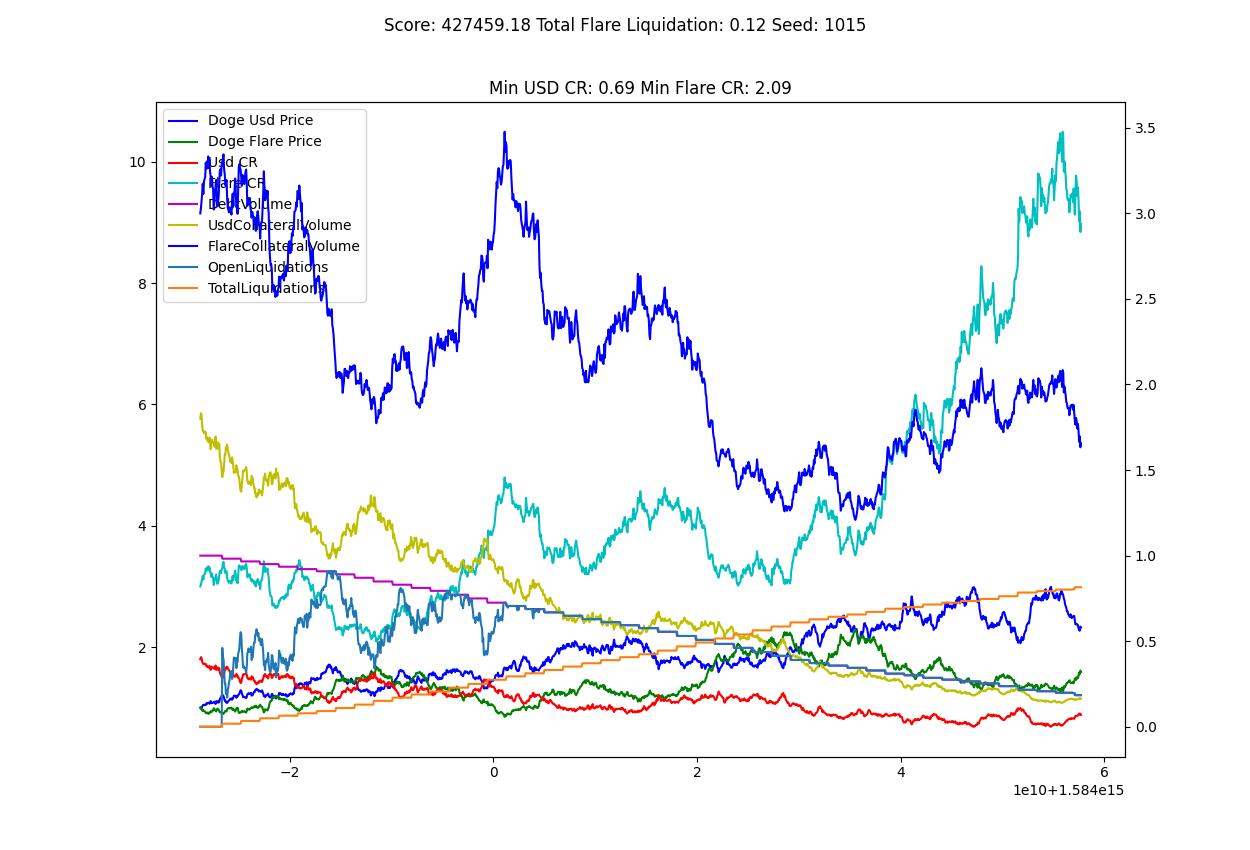 Score: 427459.18 Total Flare Liquidation: 0.12 Seed: 1015
Min USD CR: 0.69 Min Flare CR: 2.09
Doge Usd Price
Doge Flare Price
Usd CR
Flare CR
DebtVolume
UsdCollateralVolume
FlareCollateralVolume
OpenLiquidations
TotalLiquidations
10
8
6
4
2
3.5
3.0
2.5
2.0
1.5
1.0
0.5
0.0
−2
0
2
4
6
1e10+1.584e15